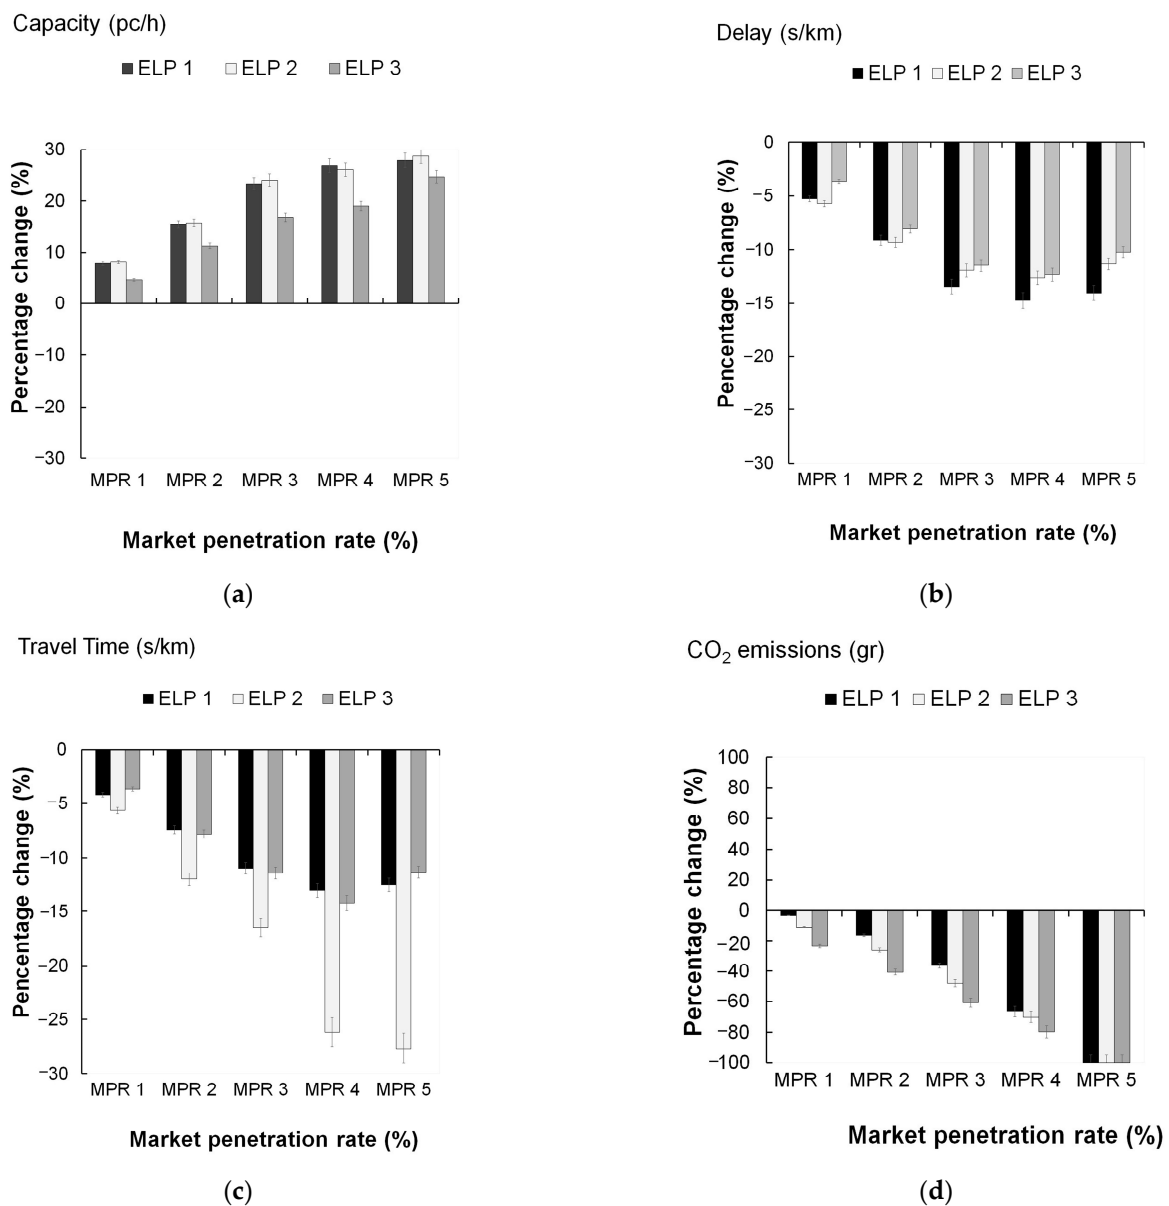 Capacity (pc/h)
ELP 1 ELP 2 ELP 3
Percentage change (%)
30
20
10
0
−10
−20
−30
MPR 1 MPR 2 MPR 3 MPR 4 MPR 5
Market penetration rate (%)
(a)
Delay (s/km)
ELP 1 ELP 2 ELP 3
Pencentage change (%)
0
−5
−10
−15
−20
−25
−30
MPR 1 MPR 2 MPR 3 MPR 4 MPR 5
Market penetration rate (%)
(b)
Travel Time (s/km)
ELP 1 ELP 2 ELP 3
Pencentage change (%)
0
−5
−10
−15
−20
−25
−30
MPR 1 MPR 2 MPR 3 MPR 4 MPR 5
Market penetration rate (%)
(c)
CO2 emissions (gr)
ELP 1 ELP 2 ELP 3
Percentage change (%)
100
80
60
40
20
0
−20
−40
−60
−80
−100
MPR 1 MPR 2 MPR 3 MPR 4 MPR 5
Market penetration rate (%)
(d)